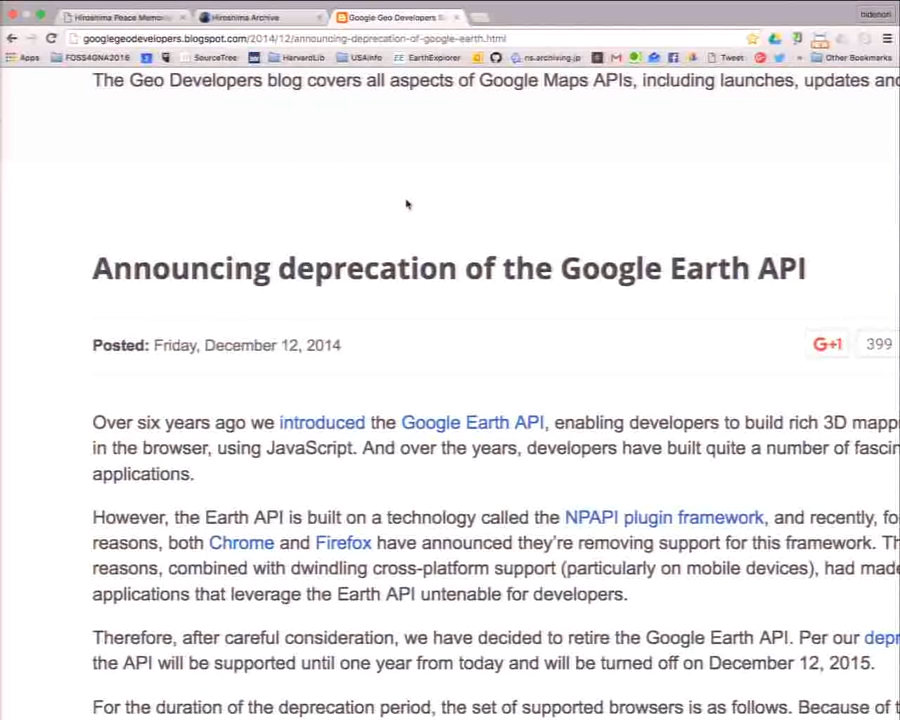 Hiroshima Peace Memo
Hiroshima Archive
Google Geo Developers B
hidenori
googlegeodevelopers.blogspot.com/2014/12/announcing-deprecation-of-google-earth.html
Apps
FOSS4GNA2016
SourceTree
HarvardLib
USAinfo
EarthExplorer
ns.archiving.jp
Tweet
»
Other Bookmarks
The Geo Developers blog covers all aspects of Google Maps APIs, including launches, updates and
Announcing deprecation of the Google Earth API
Posted: Friday, December 12, 2014
G+1
399
Over six years ago we introduced the Google Earth API, enabling developers to build rich 3D mapp
in the browser, using JavaScript. And over the years, developers have built quite a number of fascin
applications.
However, the Earth API is built on a technology called the NPAPI plugin framework, and recently, fo
reasons, both Chrome and Firefox have announced they're removing support for this framework. Th
reasons, combined with dwindling cross-platform support (particularly on mobile devices), had made
applications that leverage the Earth API untenable for developers.
Therefore, after careful consideration, we have decided to retire the Google Earth API. Per our depr
the API will be supported until one year from today and will be turned off on December 12, 2015.
For the duration of the deprecation period, the set of supported browsers is as follows. Because of t